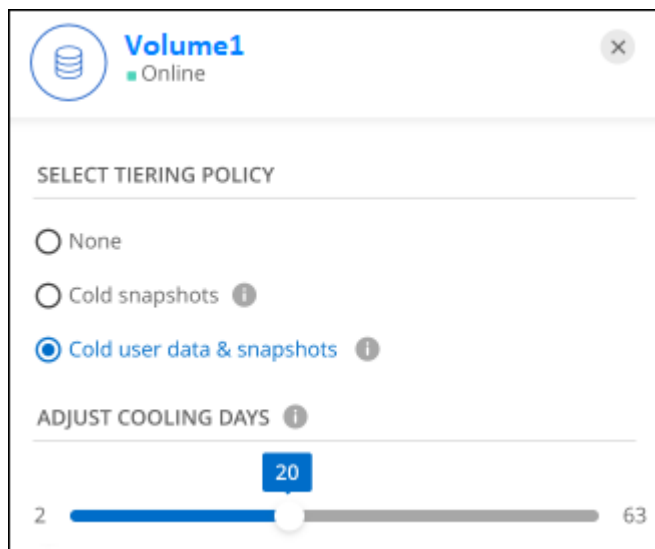 Volume1
Online
SELECT TIERING POLICY
None
Cold snapshots
Cold user data & snapshots
ADJUST COOLING DAYS
20
2 63